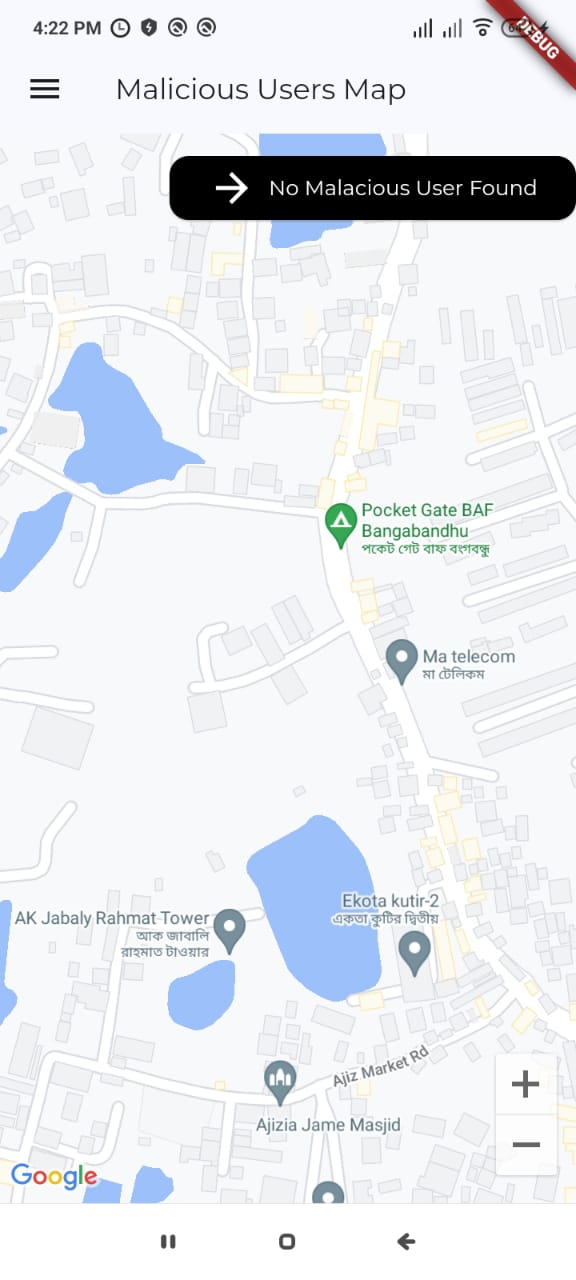 4:22 PM
DEBUG
Malicious Users Map
No Malacious User Found
Pocket Gate BAF
Bangabandhu
পকেট গেট বাফ বংগবন্ধু
Ma telecom
মা টেলিকম
Ekota kutir-2
একতা কুটির দ্বিতীয়
AK Jabaly Rahmat Tower
আক জাবালি
রাহমাত টাওয়ার
Ajiz Market Rd
Ajizia Jame Masjid
Google